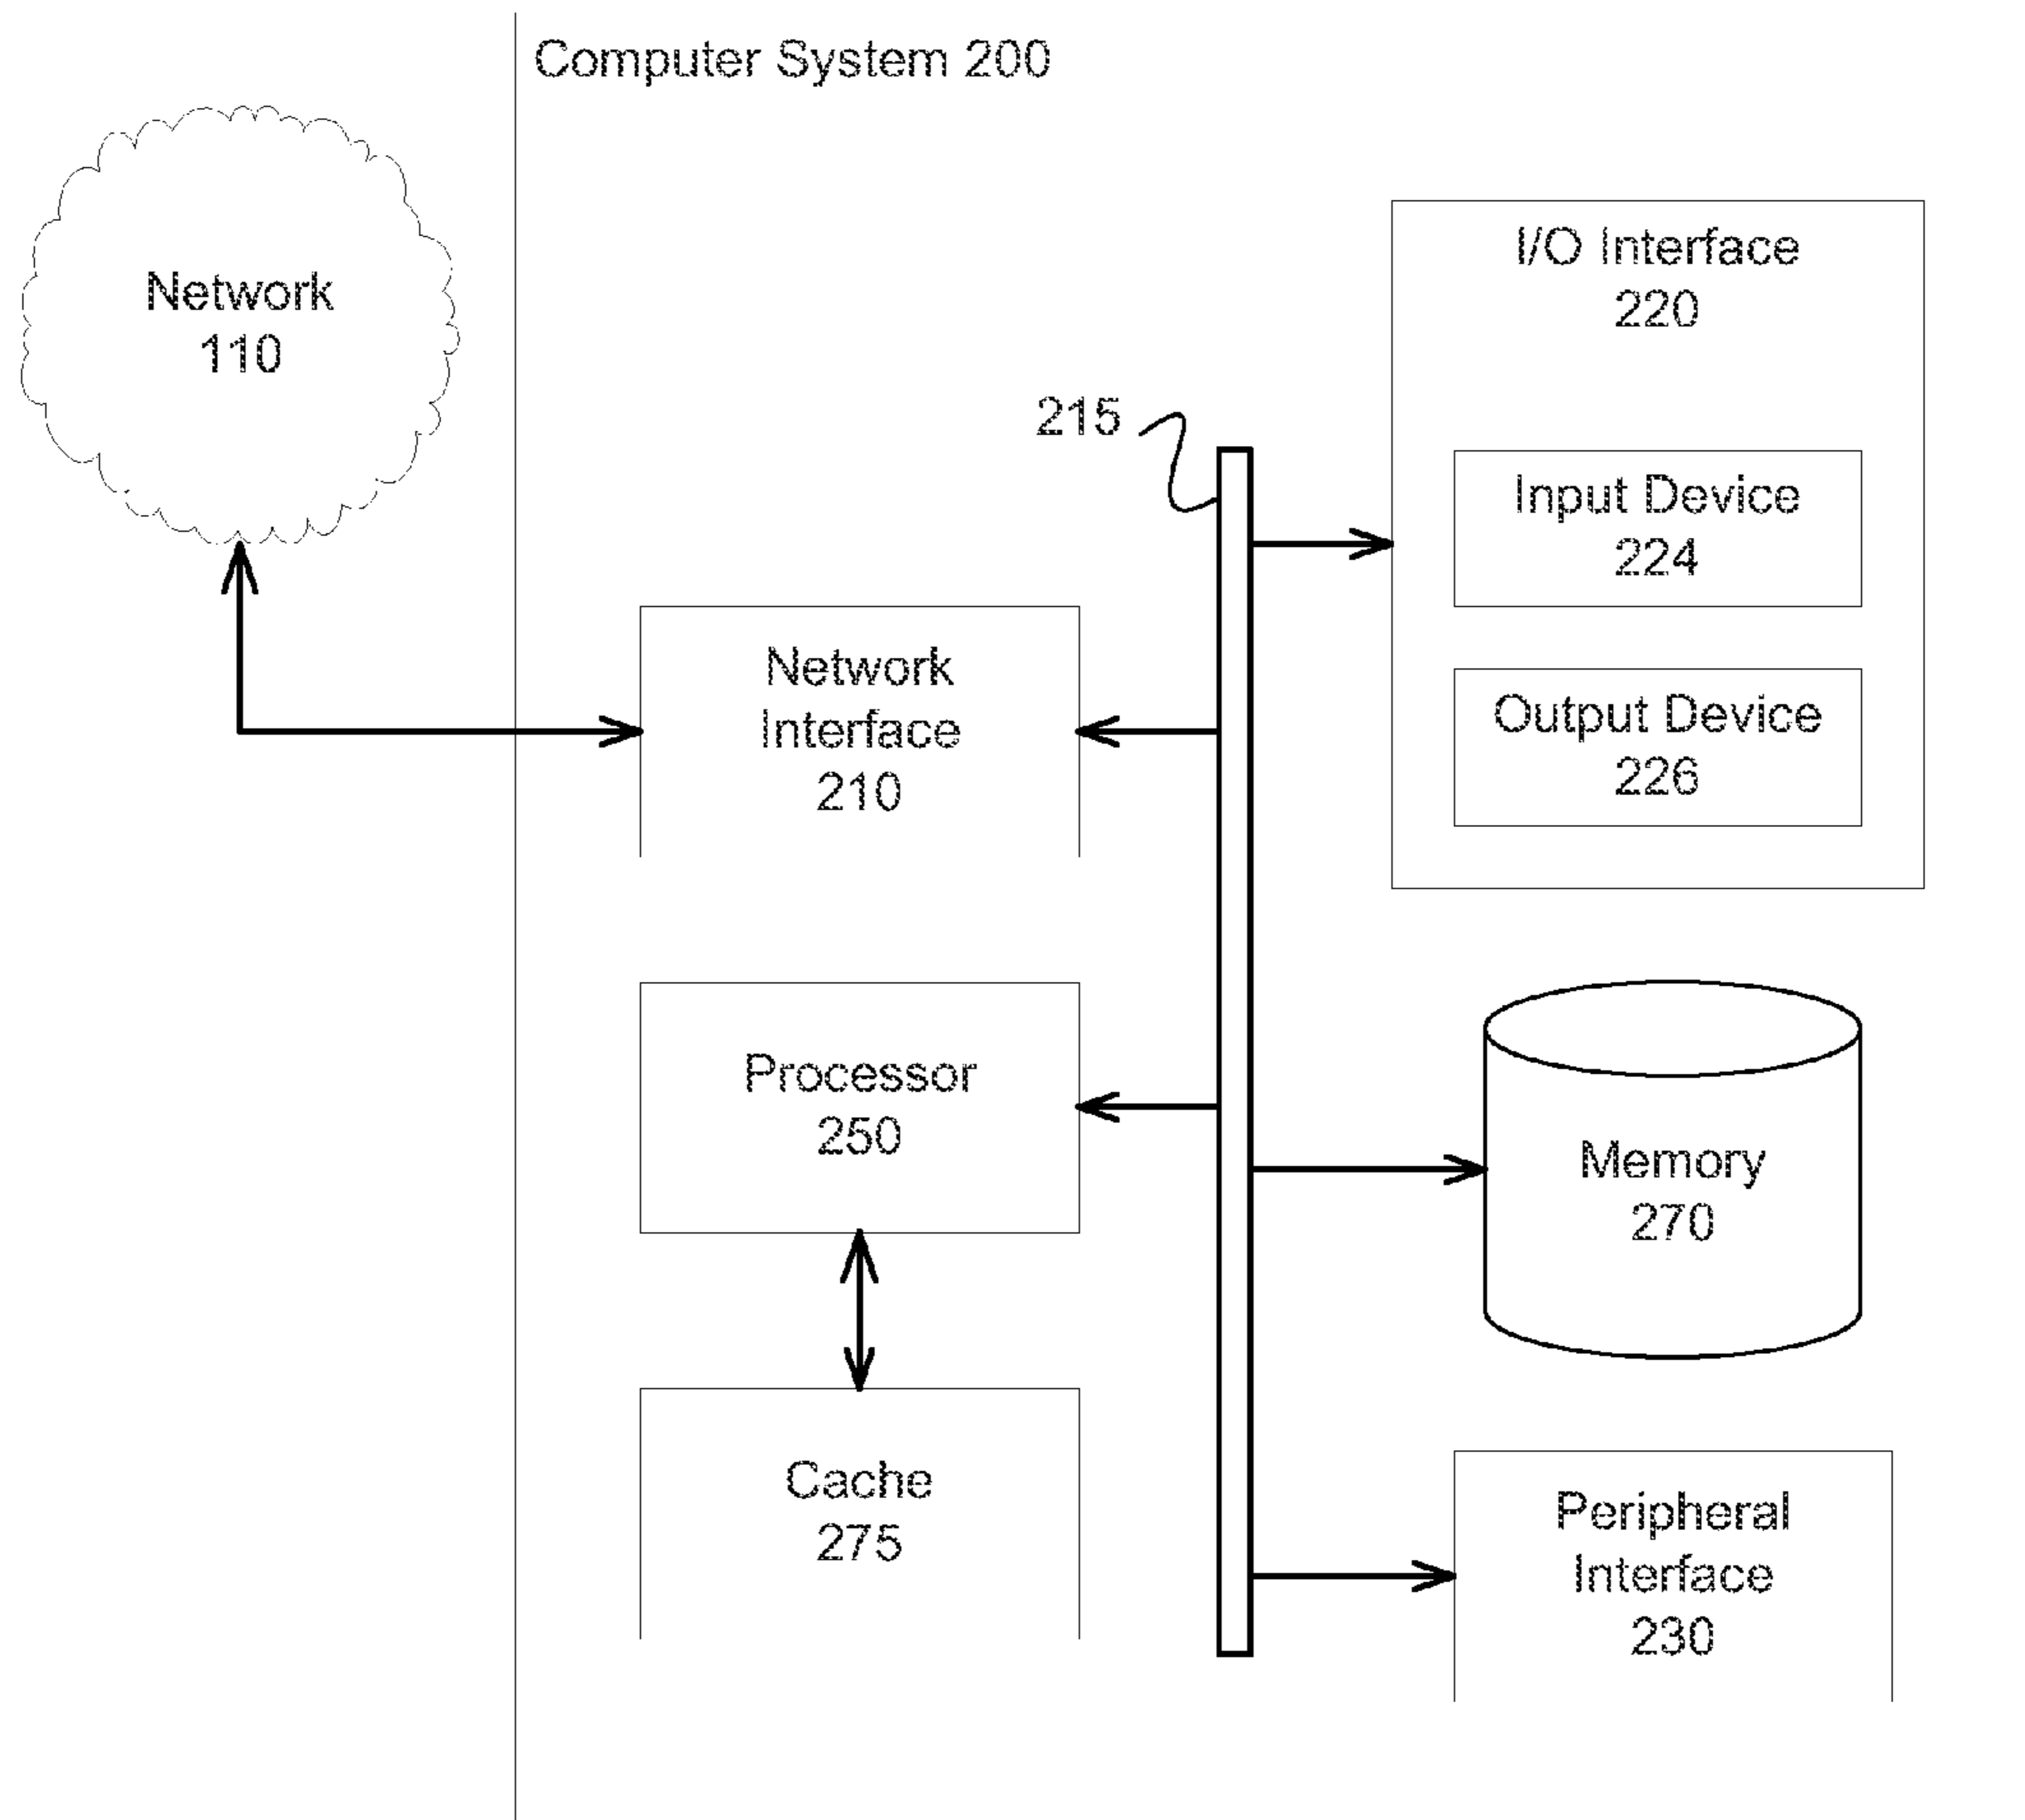 Computer System 200
Network
110
I/O Interface
220
215
Input Device
224
Output Device
226
Network
Interface
210
Processor
250
Memory
270
Cache
275
Peripheral
Interface
230